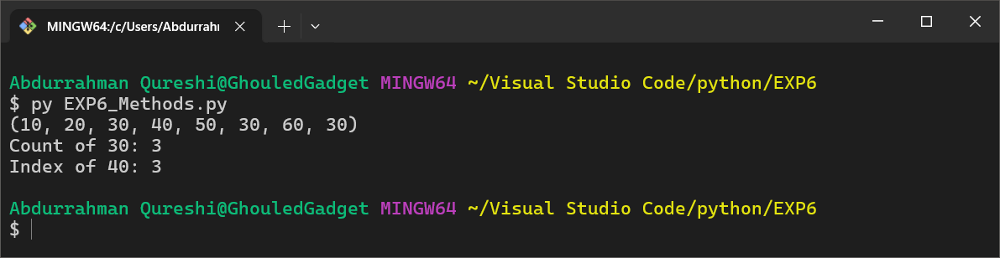 MINGW64:/c/Users/Abdurrahr
Abdurrahman Qureshi@GhouledGadget MINGW64 ~/Visual Studio Code/python/EXP6
$ py EXP6_Methods.py
(10, 20, 30, 40, 50, 30, 60, 30)
Count of 30: 3
Index of 40: 3
Abdurrahman Qureshi@GhouledGadget MINGW64 ~/Visual Studio Code/python/EXP6
$